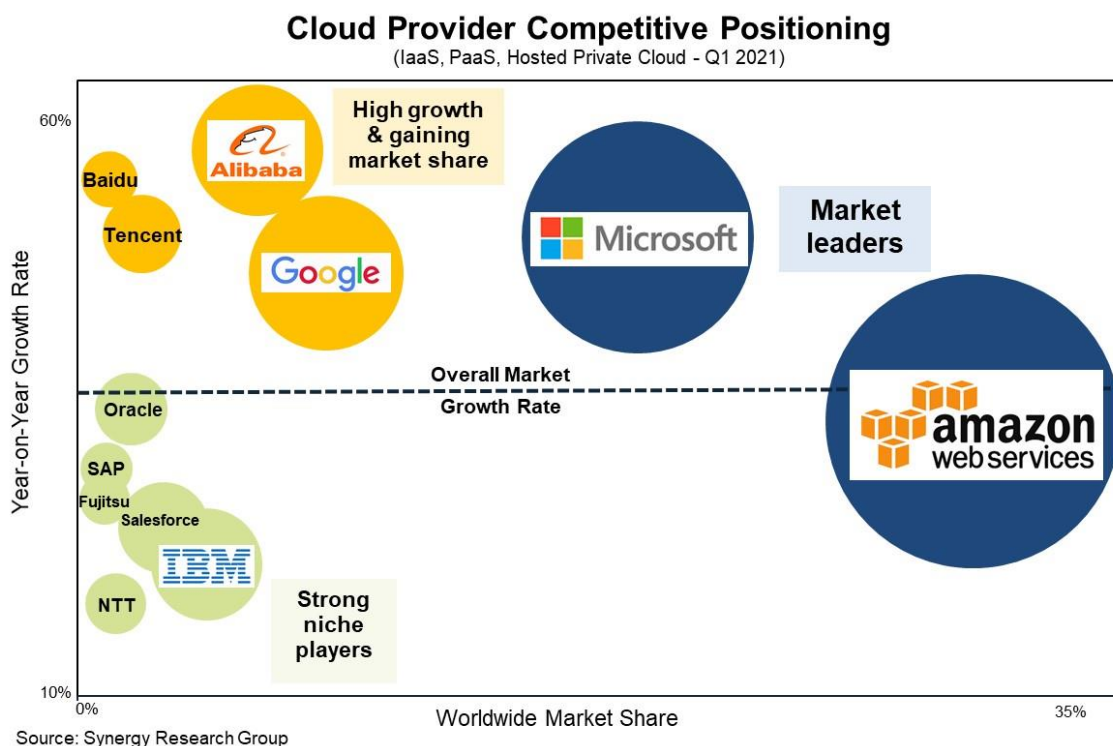 Cloud Provider Competitive Positioning
(IaaS, PaaS, Hosted Private Cloud - Q1 2021)
60%
Year-on-Year Growth Rate
Alibaba
High growth
& gaining
market share
Baidu
Tencent
Google
Microsoft
Market
leaders
Overall Market
Growth Rate
Oracle
amazon
web services
SAP
Fujitsu
Salesforce
IBM
NTT
Strong
niche
players
10%
0%
Worldwide Market Share
35%
Source: Synergy Research Group